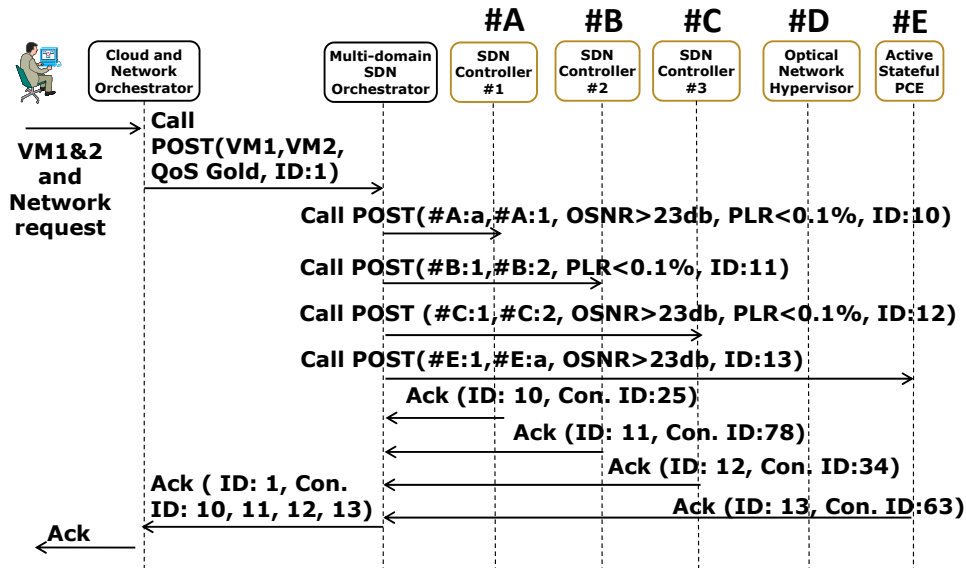 #A #B #C #D #E
Cloud and
Network
Orchestrator
Multi-domain
SDN
Orchestrator
SDN
Controller
#1
SDN
Controller
#2
SDN
Controller
#3
Optical
Network
Hypervisor
Active
Stateful
PCE
VM1&2
and
Network
request
Call
POST(VM1,VM2,
QoS Gold, ID:1)
Call POST(#A:a,#A:1, OSNR>23db, PLR<0.1%, ID:10)
Call POST(#B:1,#B:2, PLR<0.1%, ID:11)
Call POST (#C:1,#C:2, OSNR>23db, PLR<0.1%, ID:12)
Call POST(#E:1,#E:a, OSNR>23db, ID:13)
Ack (ID: 10, Con. ID:25)
Ack (ID: 11, Con. ID:78)
Ack (ID: 12, Con. ID:34)
Ack (ID: 13, Con. ID:63)
Ack ( ID: 1, Con.
ID: 10, 11, 12, 13)
Ack